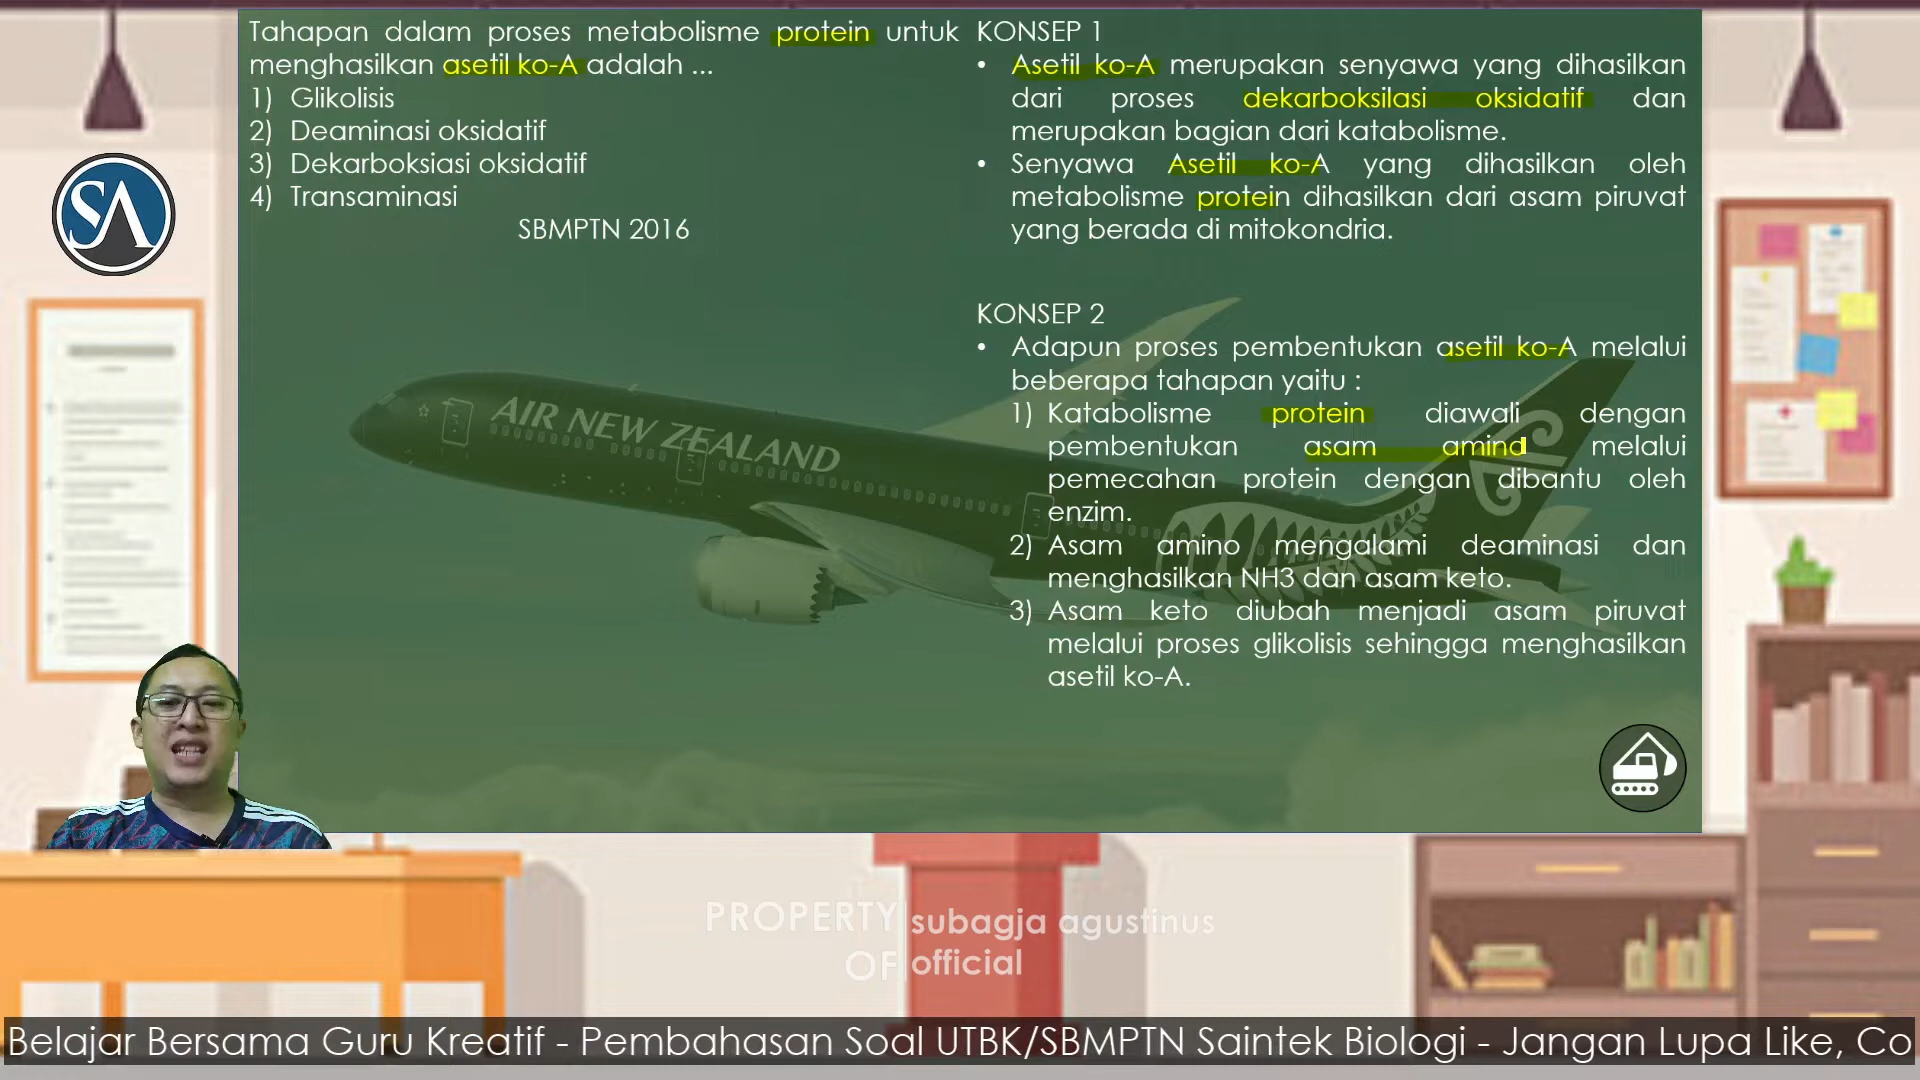 Tahapan dalam proses metabolisme protein untuk
menghasilkan asetil ko-A adalah ...
1) Glikolisis
2) Deaminasi oksidatif
3) Dekarboksiasi oksidatif
4) Transaminasi
SBMPTN 2016
KONSEP 1
• Asetil ko-A merupakan senyawa yang dihasilkan
dari proses dekarboksilasi oksidatif dan
merupakan bagian dari katabolisme.
• Senyawa Asetil ko-A yang dihasilkan oleh
metabolisme protein dihasilkan dari asam piruvat
yang berada di mitokondria.
KONSEP 2
• Adapun proses pembentukan asetil ko-A melalui
beberapa tahapan yaitu :
1) Katabolisme protein diawali dengan
pembentukan asam amino melalui
pemecahan protein dengan dibantu oleh
enzim.
2) Asam amino mengalami deaminasi dan
menghasilkan NH3 dan asam keto.
3) Asam keto diubah menjadi asam piruvat
melalui proses glikolisis sehingga menghasilkan
asetil ko-A.
SA
AIR NEW ZEALAND
PROPERTY OF
subagja agustinus
official
Belajar Bersama Guru Kreatif - Pembahasan Soal UTBK/SBMPTN Saintek Biologi - Jangan Lupa Like, Co